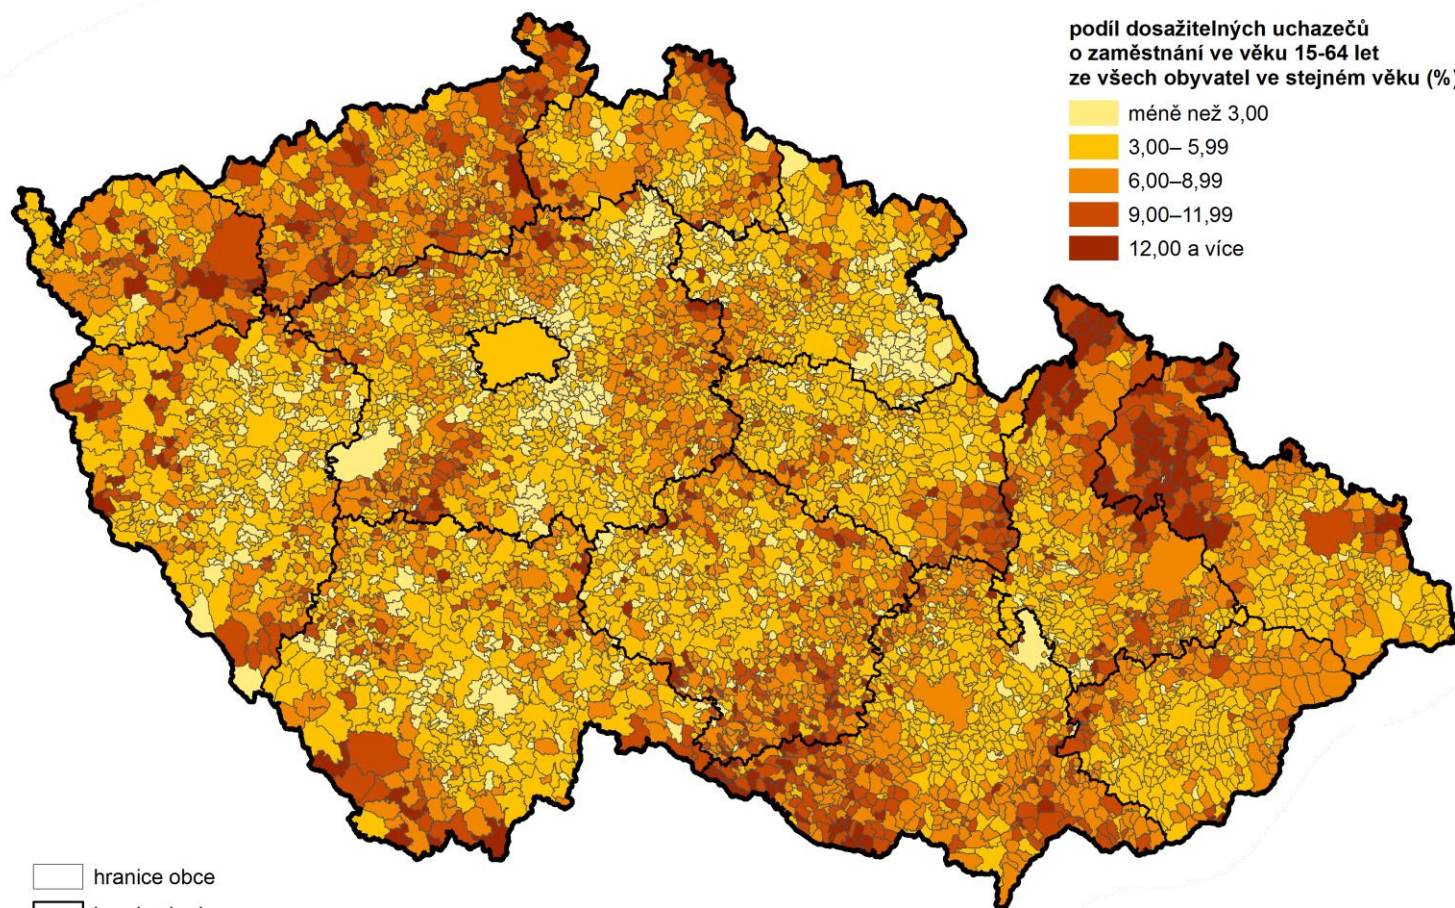 podíl dosažitelných uchazečů
o zaměstnání ve věku 15-64 let
ze všech obyvatel ve stejném věku (%)
méně než 3,00
3,00– 5,99
6,00–8,99
9,00–11,99
12,00 a více
hranice obce